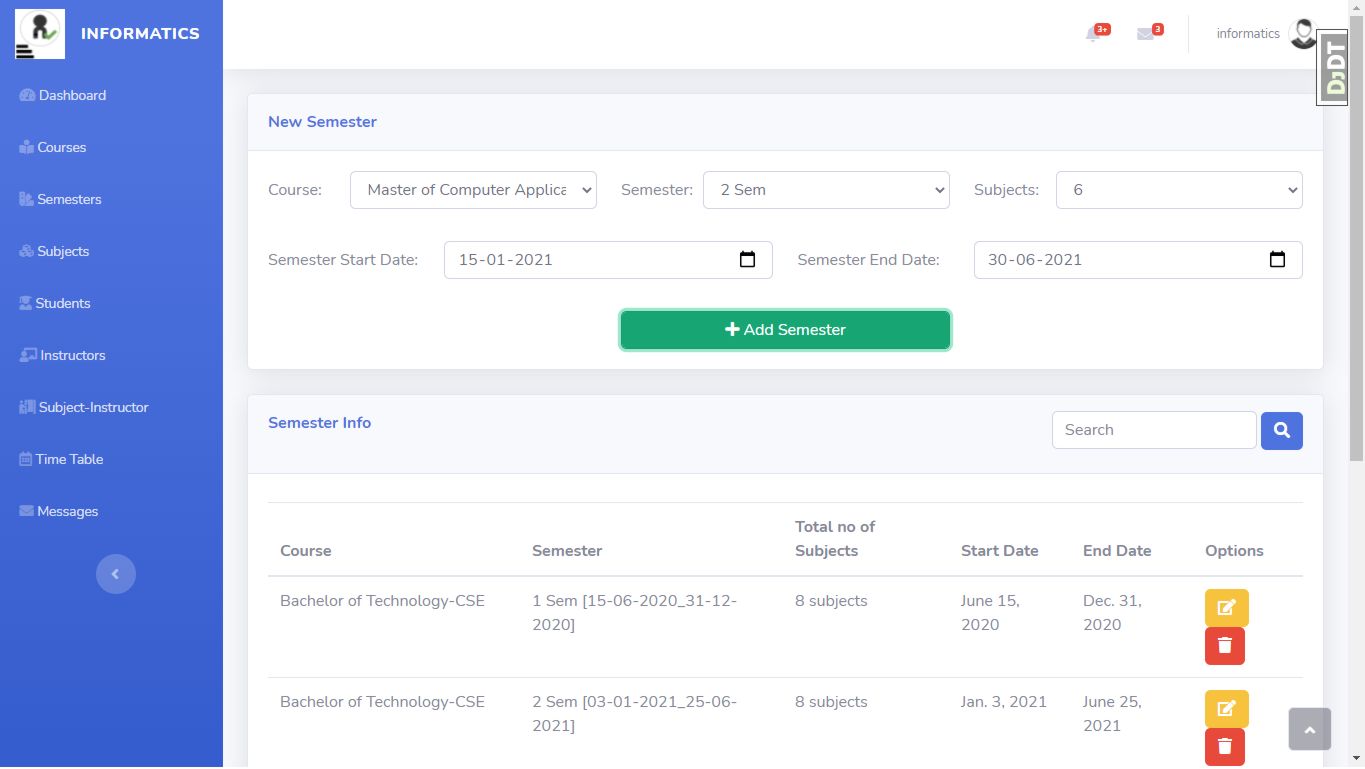 INFORMATICS
3+
3
informatics
DJDT
Dashboard
Courses
Semesters
Subjects
Students
Instructors
Subject-Instructor
Time Table
Messages
New Semester
Course: Master of Computer Applica Semester: 2 Sem Subjects: 6
Semester Start Date: 15-01-2021 Semester End Date: 30-06-2021
Add Semester
Semester Info
Search
Total no of
Course Semester Subjects Start Date End Date Options
Bachelor of Technology-CSE 1 Sem [15-06-2020_31-12- 8 subjects June 15, Dec. 31,
2020] 2020 2020
Bachelor of Technology-CSE 2 Sem [03-01-2021_25-06- 8 subjects Jan. 3, 2021 June 25,
2021] 2021